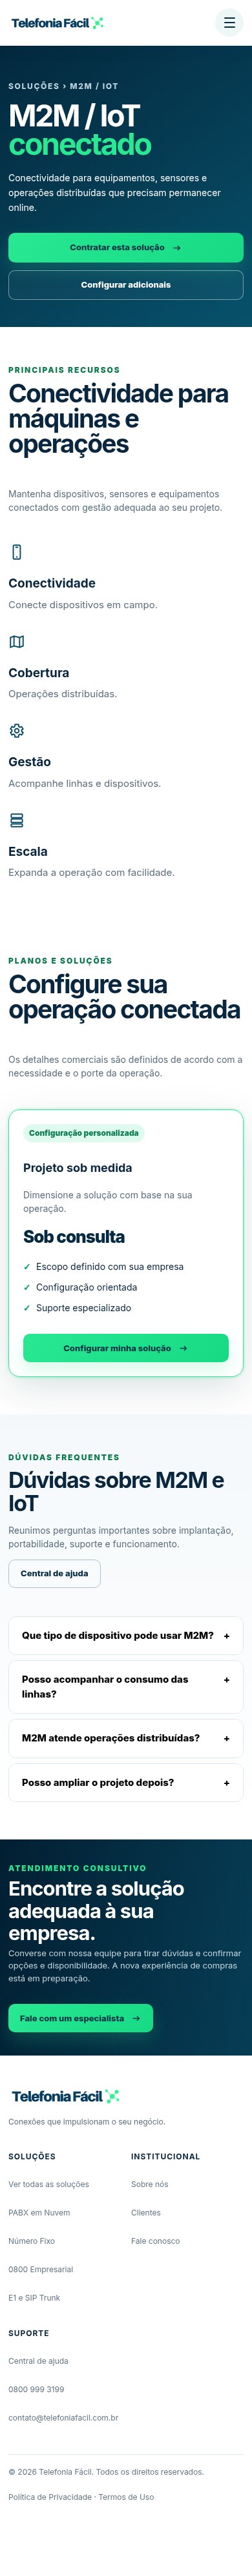 Telefonia Fácil
SOLUÇÕES › M2M / IOT
M2M / IoT
conectado
Conectividade para equipamentos, sensores e
operações distribuídas que precisam permanecer
online.
Contratar esta solução →
Configurar adicionais
PRINCIPAIS RECURSOS
Conectividade para
máquinas e
operações
Mantenha dispositivos, sensores e equipamentos
conectados com gestão adequada ao seu projeto.
Conectividade
Conecte dispositivos em campo.
Cobertura
Operações distribuídas.
Gestão
Acompanhe linhas e dispositivos.
Escala
Expanda a operação com facilidade.
PLANOS E SOLUÇÕES
Configure sua
operação conectada
Os detalhes comerciais são definidos de acordo com a
necessidade e o porte da operação.
Configuração personalizada
Projeto sob medida
Dimensione a solução com base na sua
operação.
Sob consulta
✓ Escopo definido com sua empresa
✓ Configuração orientada
✓ Suporte especializado
Configurar minha solução →
DÚVIDAS FREQUENTES
Dúvidas sobre M2M e
IoT
Reunimos perguntas importantes sobre implantação,
portabilidade, suporte e funcionamento.
Central de ajuda
Que tipo de dispositivo pode usar M2M? +
Posso acompanhar o consumo das +
linhas?
M2M atende operações distribuídas? +
Posso ampliar o projeto depois? +
ATENDIMENTO CONSULTIVO
Encontre a solução
adequada à sua
empresa.
Converse com nossa equipe para tirar dúvidas e confirmar
opções e disponibilidade. A nova experiência de compras
está em preparação.
Fale com um especialista →
Telefonia Fácil
Conexões que impulsionam o seu negócio.
SOLUÇÕES
Ver todas as soluções
PABX em Nuvem
Número Fixo
0800 Empresarial
E1 e SIP Trunk
INSTITUCIONAL
Sobre nós
Clientes
Fale conosco
SUPORTE
Central de ajuda
0800 999 3199
contato@telefoniafacil.com.br
© 2026 Telefonia Fácil. Todos os direitos reservados.
Política de Privacidade · Termos de Uso